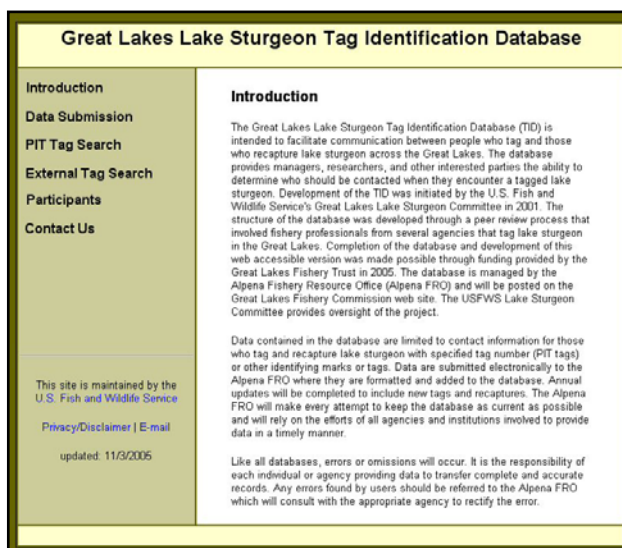 Great Lakes Lake Sturgeon Tag Identification Database
Introduction
Data Submission
PIT Tag Search
External Tag Search
Participants
Contact Us
This site is maintained by the
U.S. Fish and Wildlife Service
Privacy/Disclaimer | E-mail
updated: 11/3/2005
Introduction
The Great Lakes Lake Sturgeon Tag Identification Database (TID) is
intended to facilitate communication between people who tag and those
who recapture lake sturgeon across the Great Lakes. The database
provides managers, researchers, and other interested parties the ability to
determine who should be contacted when they encounter a tagged lake
sturgeon. Development of the TID was initiated by the U.S. Fish and
Wildlife Service's Great Lakes Lake Sturgeon Committee in 2001. The
structure of the database was developed through a peer review process that
involved fishery professionals from several agencies that tag lake sturgeon
in the Great Lakes. Completion of the database and development of this
web accessible version was made possible through funding provided by the
Great Lakes Fishery Trust in 2005. The database is managed by the
Alpena Fishery Resource Office (Alpena FRO) and will be posted on the
Great Lakes Fishery Commission web site. The USFWS Lake Sturgeon
Committee provides oversight of the project.
Data contained in the database are limited to contact information for those
who tag and recapture lake sturgeon with specified tag number (PIT tags)
or other identifying marks or tags. Data are submitted electronically to the
Alpena FRO where they are formatted and added to the database. Annual
updates will be completed to include new tags and recaptures. The Alpena
FRO will make every attempt to keep the database as current as possible
and will rely on the efforts of all agencies and institutions involved to provide
data in a timely manner.
Like all databases, errors or omissions will occur. It is the responsibility of
each individual or agency providing data to transfer complete and accurate
records. Any errors found by users should be referred to the Alpena FRO
which will consult with the appropriate agency to rectify the error.